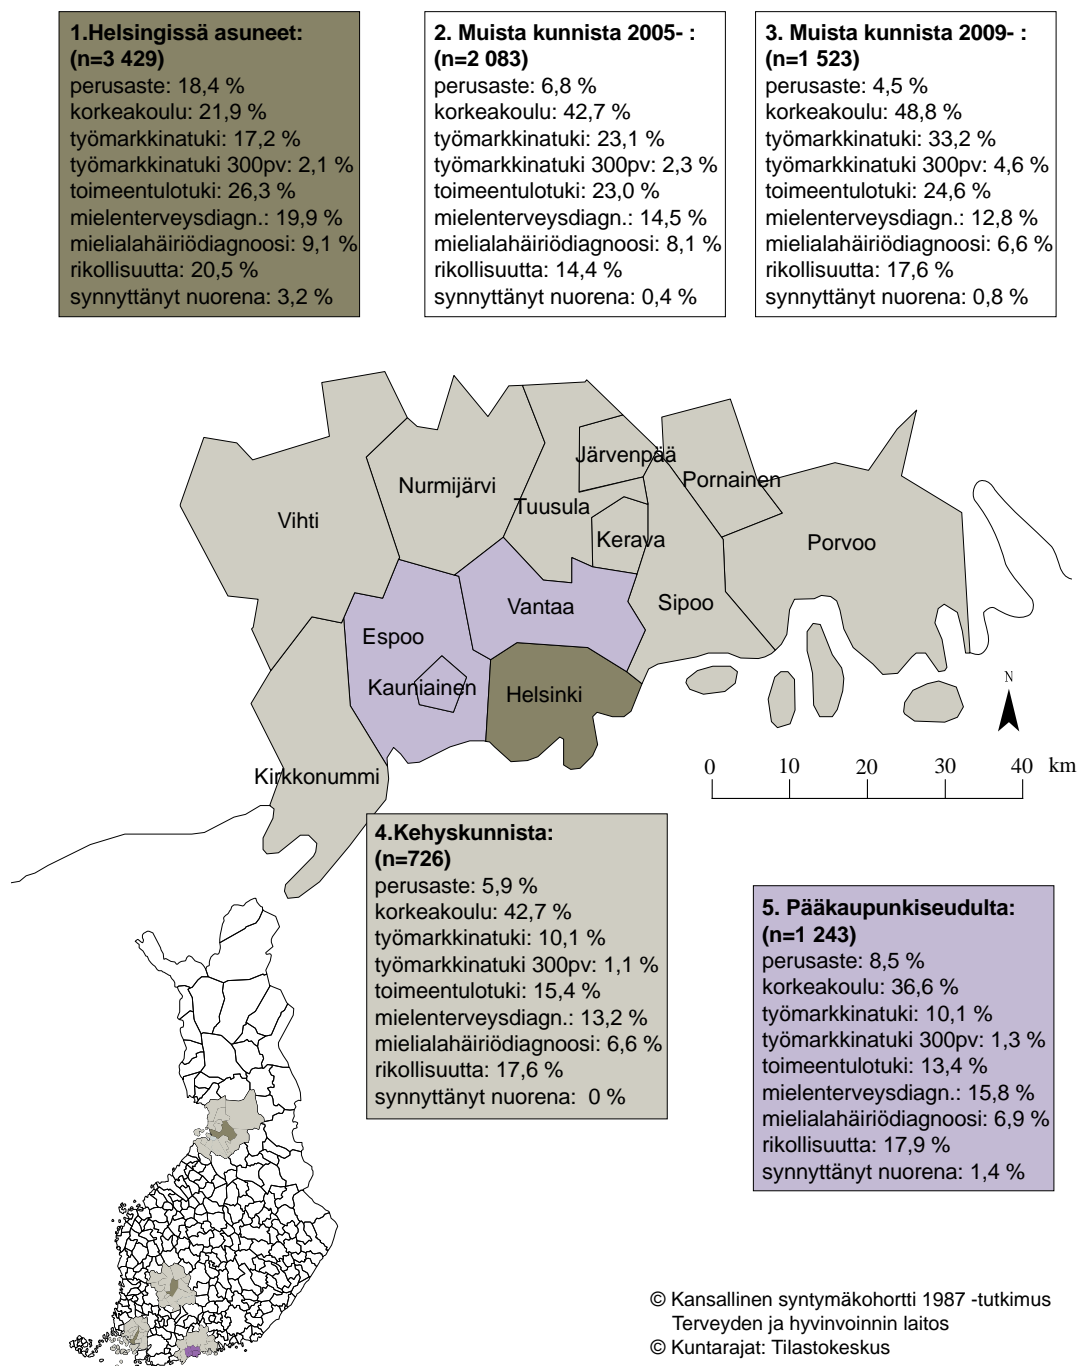 1.Helsingissä asuneet:
(n=3 429)
perusaste: 18,4 %
korkeakoulu: 21,9 %
työmarkkinatuki: 17,2 %
työmarkkinatuki 300pv: 2,1 %
toimeentulotuki: 26,3 %
mielenterveysdiagn.: 19,9 %
mielialahäiriödiagnoosi: 9,1 %
rikollisuutta: 20,5 %
synnyttänyt nuorena: 3,2 %
2. Muista kunnista 2005- :
(n=2 083)
perusaste: 6,8 %
korkeakoulu: 42,7 %
työmarkkinatuki: 23,1 %
työmarkkinatuki 300pv: 2,3 %
toimeentulotuki: 23,0 %
mielenterveysdiagn.: 14,5 %
mielialahäiriödiagnoosi: 8,1 %
rikollisuutta: 14,4 %
synnyttänyt nuorena: 0,4 %
3. Muista kunnista 2009- :
(n=1 523)
perusaste: 4,5 %
korkeakoulu: 48,8 %
työmarkkinatuki: 33,2 %
työmarkkinatuki 300pv: 4,6 %
toimeentulotuki: 24,6 %
mielenterveysdiagn.: 12,8 %
mielialahäiriödiagnoosi: 6,6 %
rikollisuutta: 17,6 %
synnyttänyt nuorena: 0,8 %
Järvenpää
Nurmijärvi
Pornainen
Tuusula
Vihti
Kerava
Porvoo
Vantaa
Sipoo
Espoo
Kauniainen
Helsinki
Kirkkonummi
N
0 10 20 30 40 km
4.Kehyskunnista:
(n=726)
perusaste: 5,9 %
korkeakoulu: 42,7 %
työmarkkinatuki: 10,1 %
työmarkkinatuki 300pv: 1,1 %
toimeentulotuki: 15,4 %
mielenterveysdiagn.: 13,2 %
mielialahäiriödiagnoosi: 6,6 %
rikollisuutta: 17,6 %
synnyttänyt nuorena: 0 %
5. Pääkaupunkiseudulta:
(n=1 243)
perusaste: 8,5 %
korkeakoulu: 36,6 %
työmarkkinatuki: 10,1 %
työmarkkinatuki 300pv: 1,3 %
toimeentulotuki: 13,4 %
mielenterveysdiagn.: 15,8 %
mielialahäiriödiagnoosi: 6,9 %
rikollisuutta: 17,9 %
synnyttänyt nuorena: 1,4 %
© Kansallinen syntymäkohortti 1987 -tutkimus
Terveyden ja hyvinvoinnin laitos
© Kuntarajat: Tilastokeskus